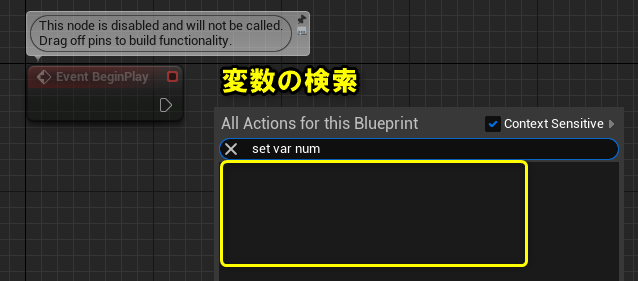 This node is disabled and will not be called.
Drag off pins to build functionality.
Event BeginPlay
変数の検索
All Actions for this Blueprint
Context Sensitive
set var num